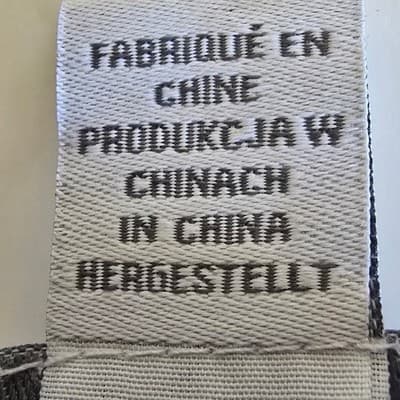 FABRIQUÉ EN
CHINE
PRODUKCJA W
CHINACH
IN CHINA
HERGESTELLT